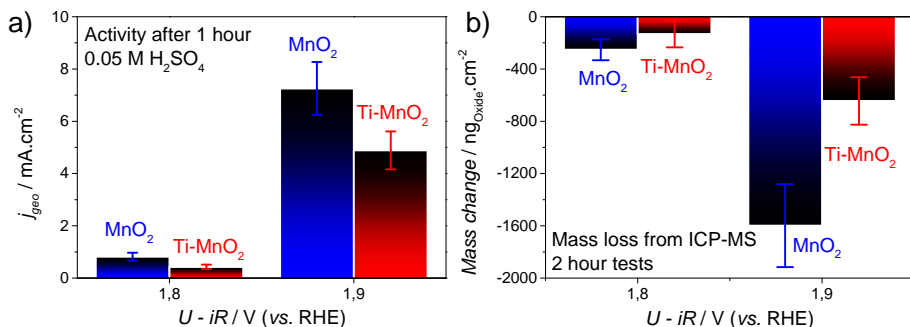 a)
Activity after 1 hour
0.05 M H₂SO₄
10
8
6
4
2
0
j_geo / mA.cm⁻²
MnO₂
Ti-MnO₂
MnO₂
Ti-MnO₂
1,8
1,9
U - iR / V (vs. RHE)
b)
0
-400
-800
-1200
-1600
-2000
Mass change / ng_Oxide.cm⁻²
MnO₂
Ti-MnO₂
Ti-MnO₂
MnO₂
Mass loss from ICP-MS
2 hour tests
1,8
1,9
U - iR / V (vs. RHE)